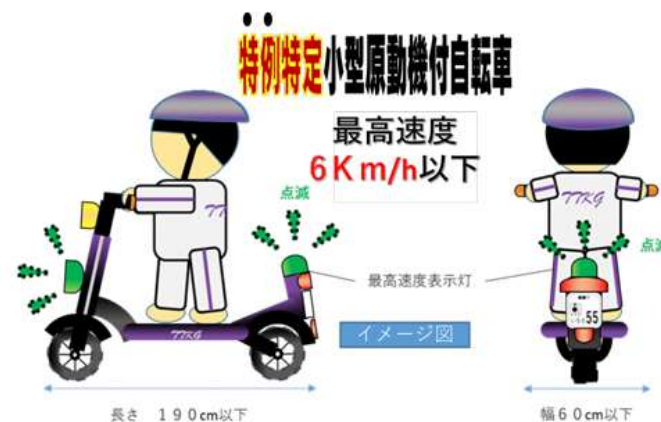 特例特定小型原動機付自転車
最高速度
6Km/h以下
点滅
点滅
TTKG
最高速度表示灯
55
イメージ図
TTKG
長さ 190cm以下
幅60cm以下